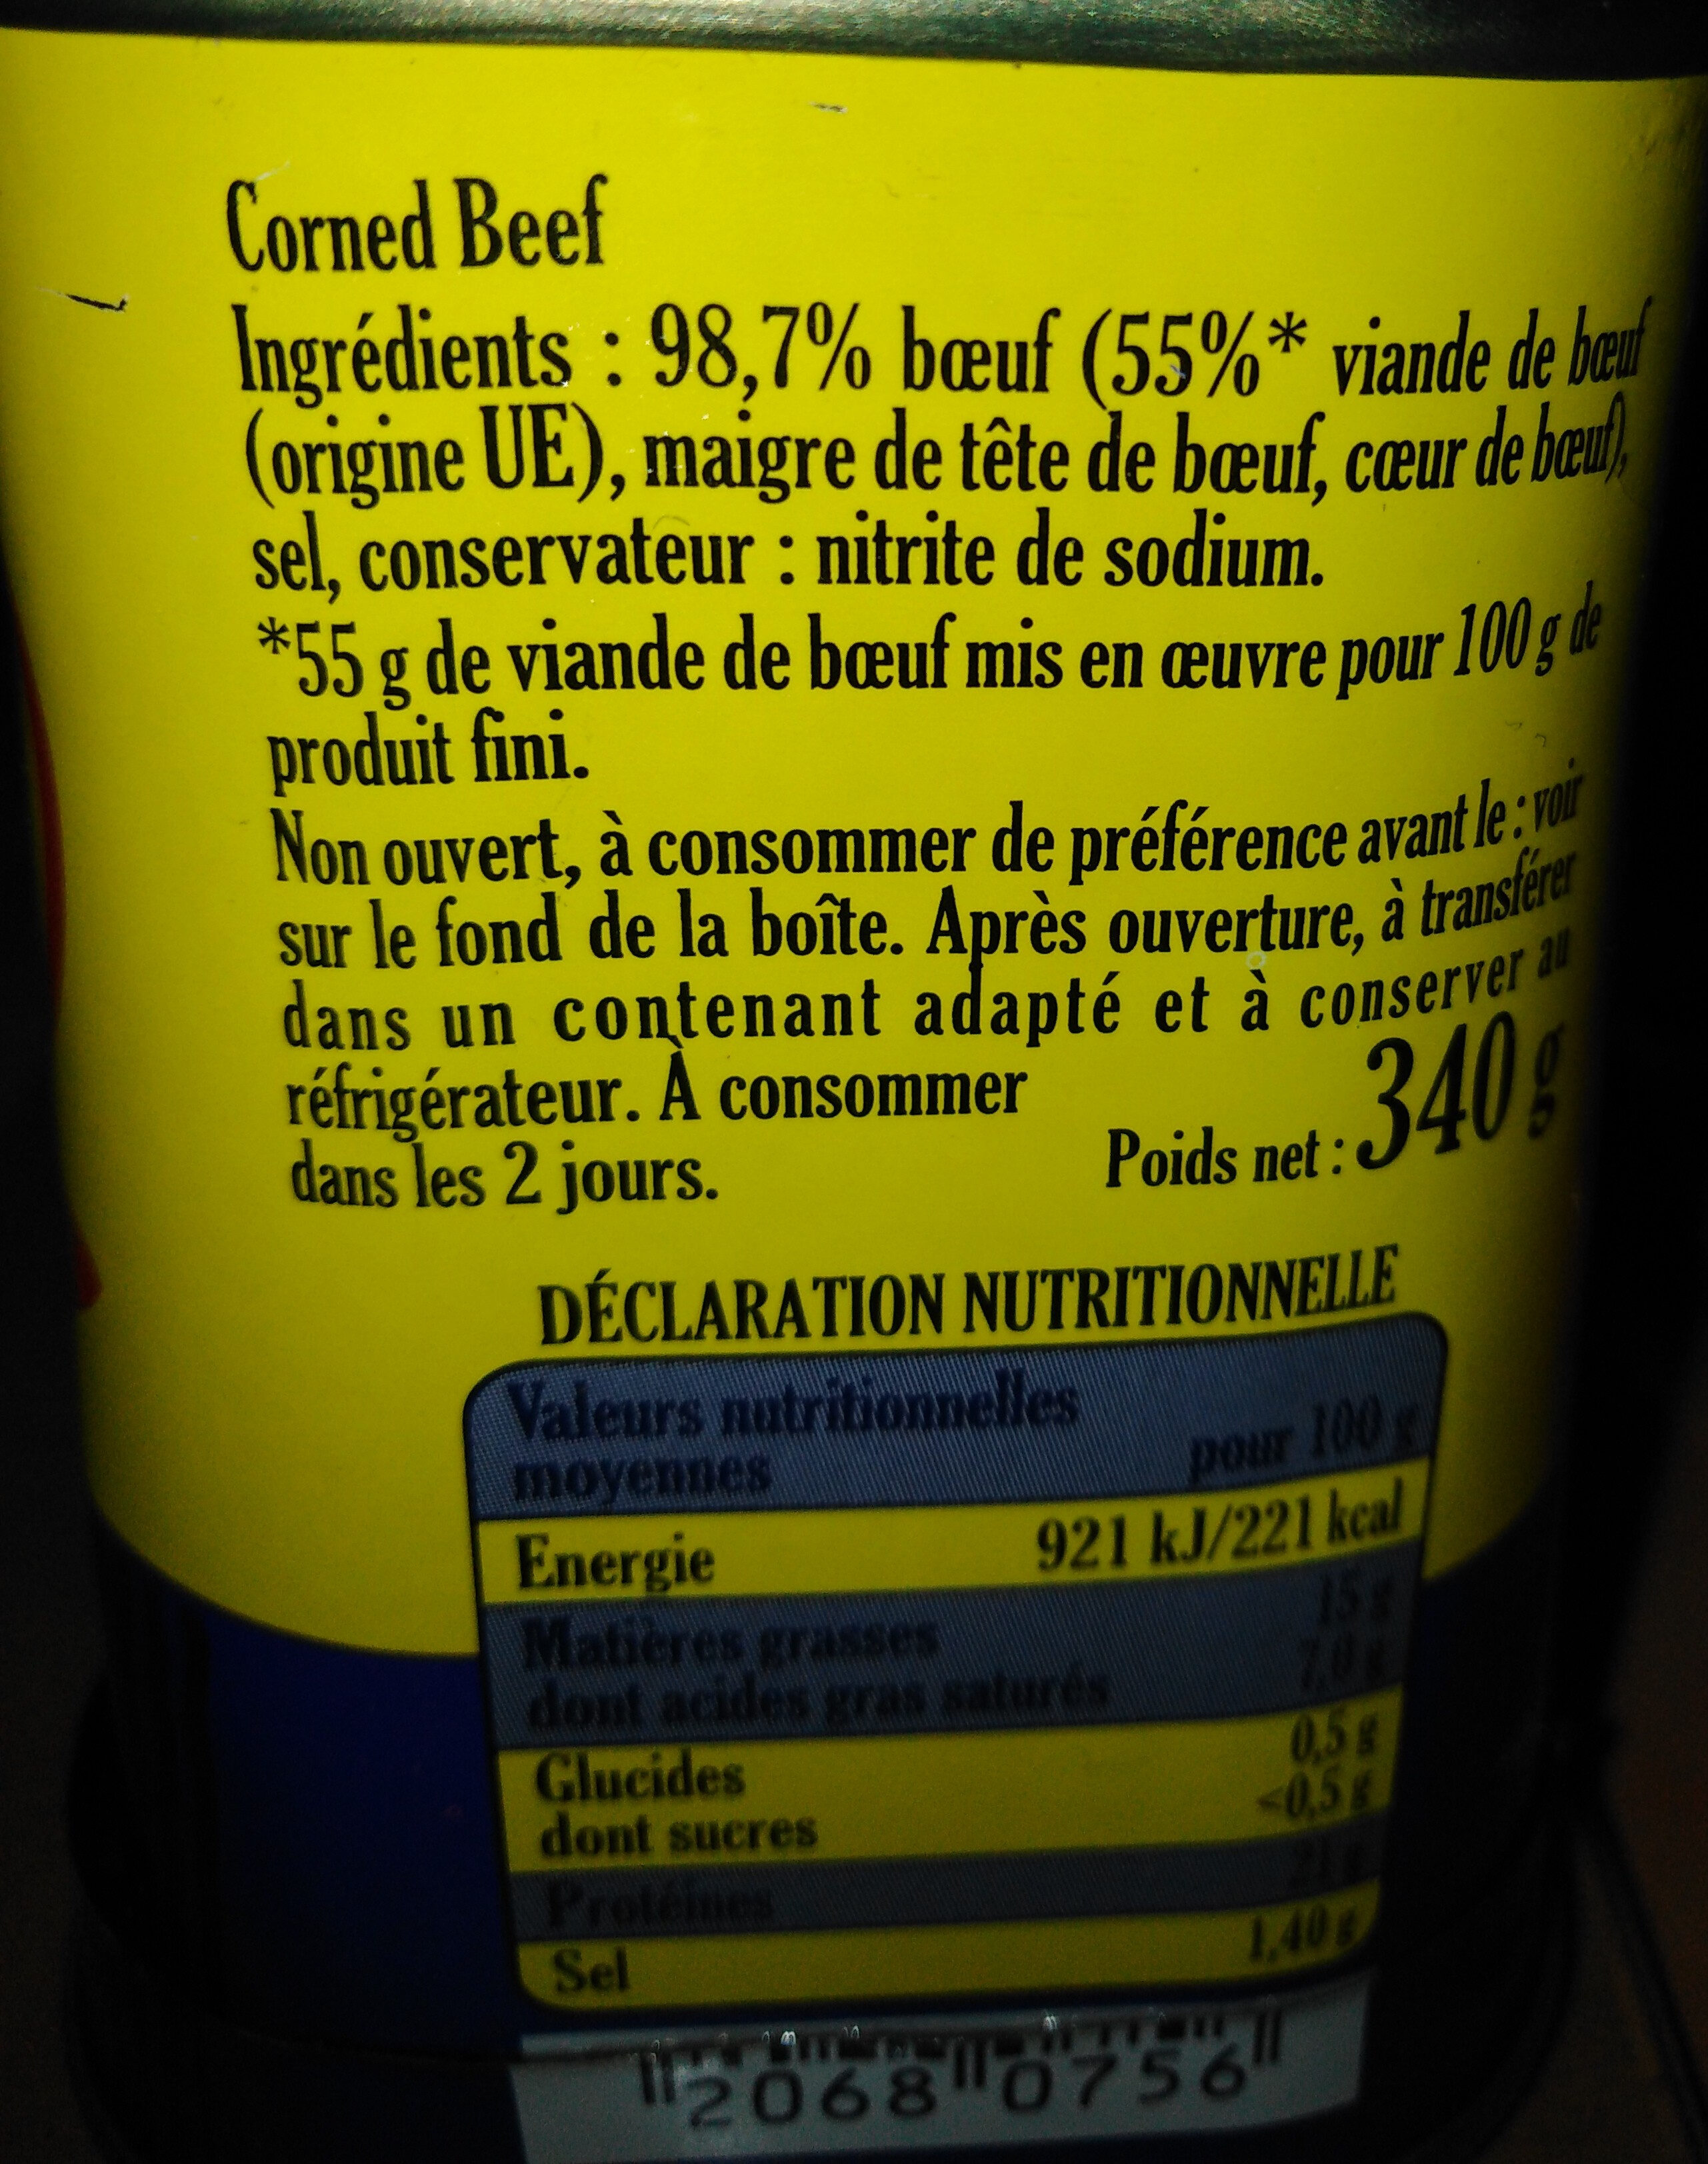 Corned Beef
Ingrédients : 98,7% bœuf (55%* viande de bœuf
(origine UE), maigre de tête de bœuf, cœur de bœuf),
sel, conservateur : nitrite de sodium.
*55 g de viande de bœuf mis en œuvre pour 100 g de
produit fini.
Non ouvert, à consommer de préférence avant le : voir
sur le fond de la boîte. Après ouverture, à transférer
dans un contenant adapté et à conserver au
réfrigérateur. À consommer
dans les 2 jours.
Poids net : 340 g
DÉCLARATION NUTRITIONNELLE
Valeurs nutritionnelles
moyennes pour 100 g
Energie 921 kJ/221 kcal
Matières grasses 15 g
dont acides gras saturés 7,0 g
Glucides 0,5 g
dont sucres <0,5 g
Protéines 21 g
Sel 1,40 g
2068 0756